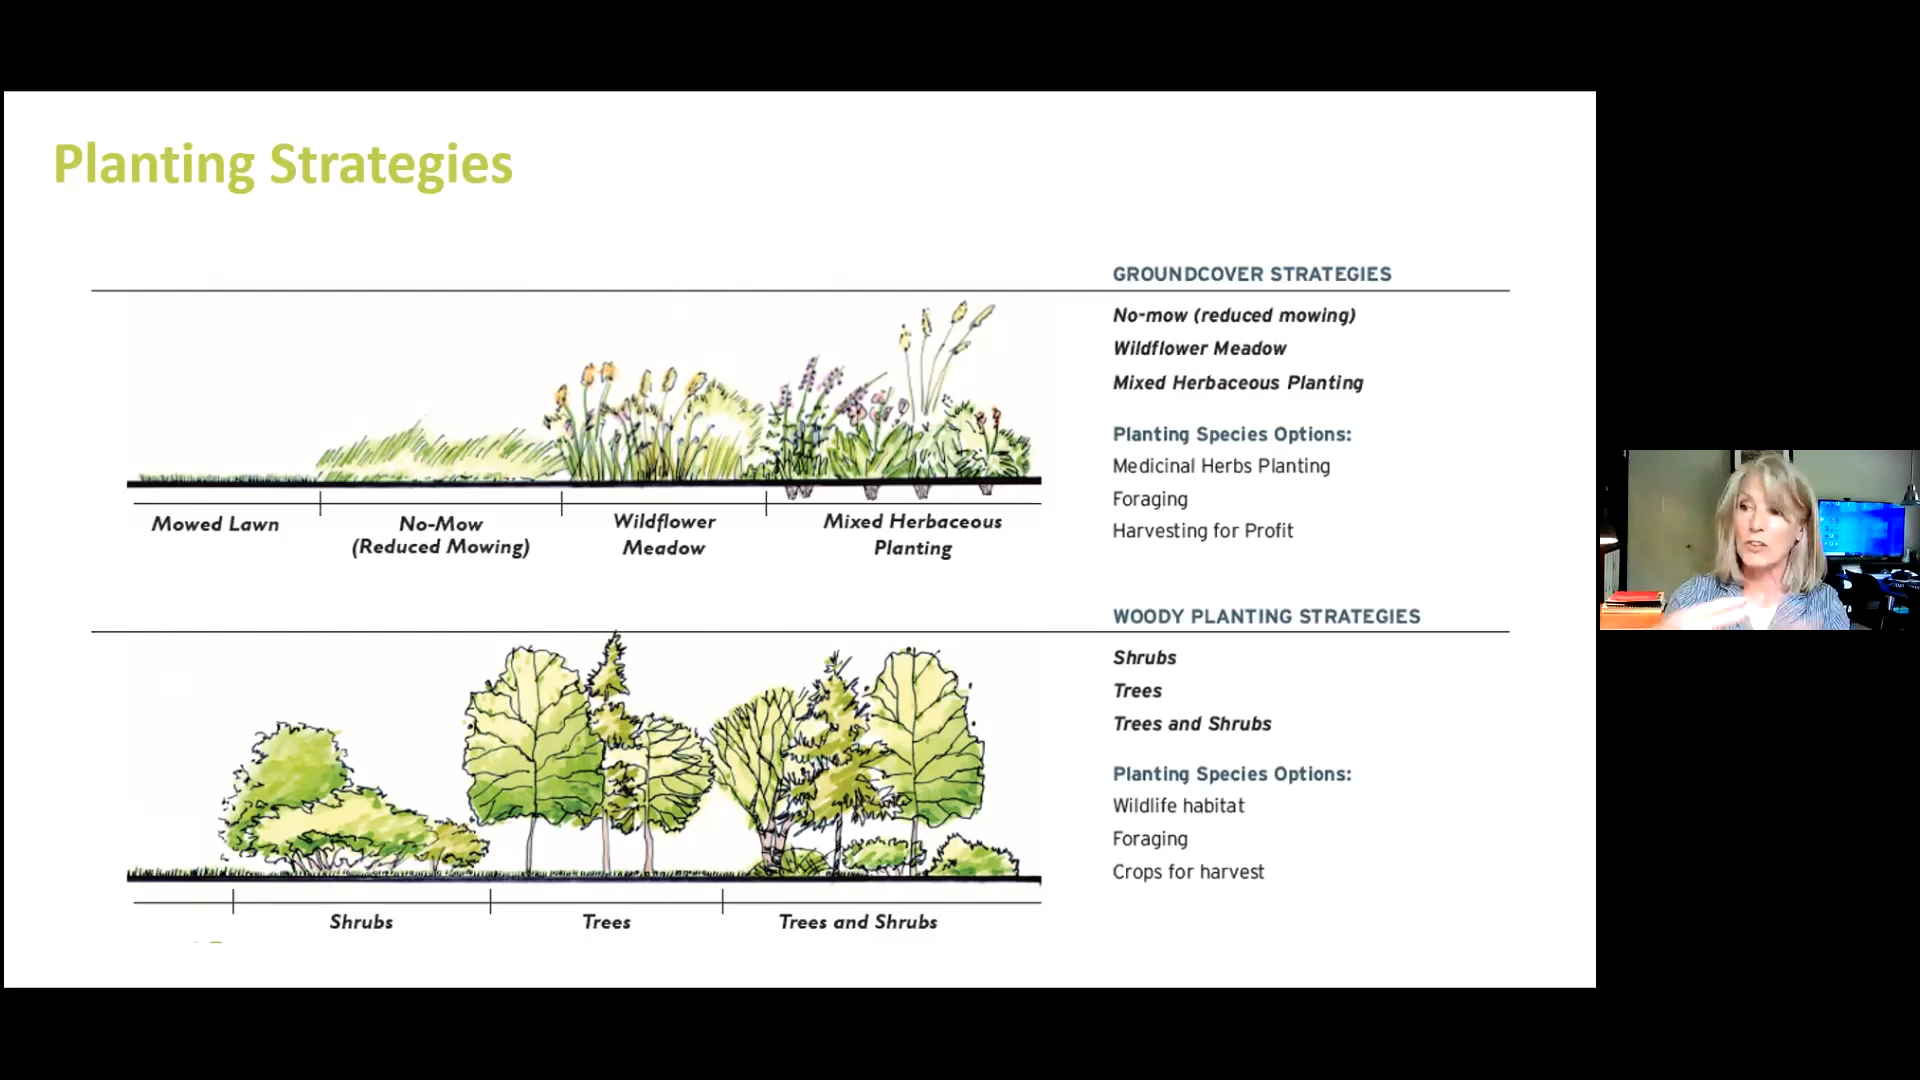 Planting Strategies
GROUNDCOVER STRATEGIES
No-mow (reduced mowing)
Wildflower Meadow
Mixed Herbaceous Planting
Planting Species Options:
Medicinal Herbs Planting
Foraging
Harvesting for Profit
Mowed Lawn
No-Mow
(Reduced Mowing)
Wildflower
Meadow
Mixed Herbaceous
Planting
WOODY PLANTING STRATEGIES
Shrubs
Trees
Trees and Shrubs
Planting Species Options:
Wildlife habitat
Foraging
Crops for harvest
Shrubs
Trees
Trees and Shrubs